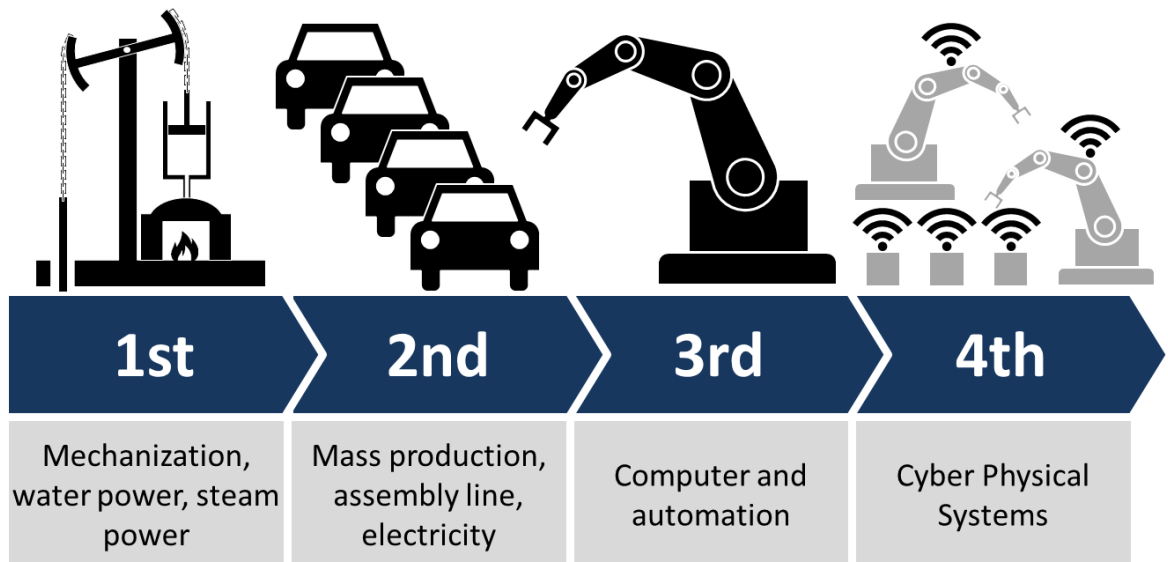 1st
2nd
3rd
4th
Mechanization,
water power, steam
power
Mass production,
assembly line,
electricity
Computer and
automation
Cyber Physical
Systems